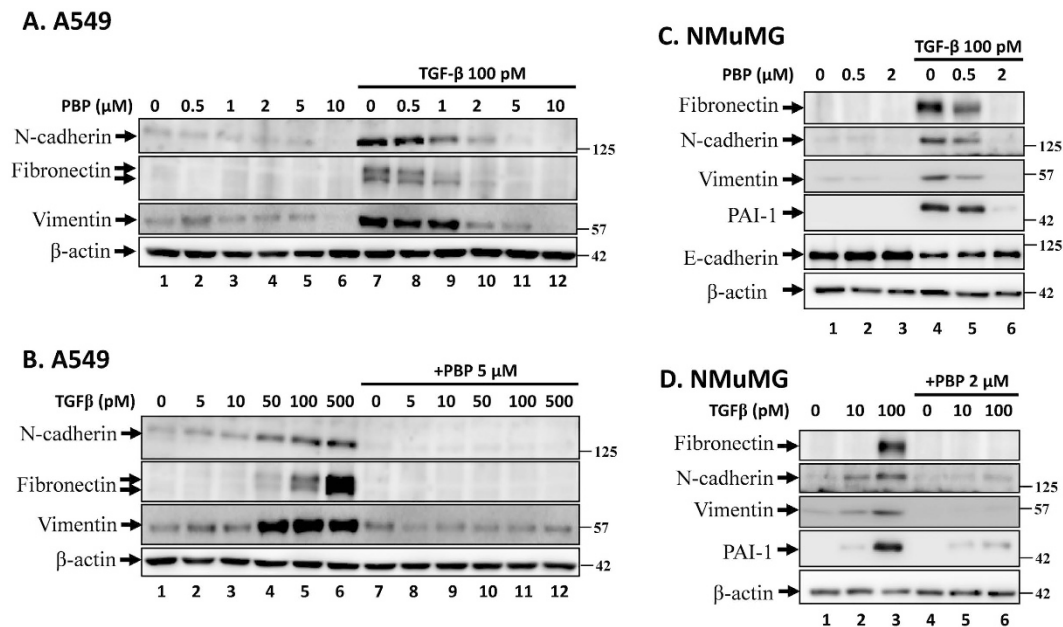 A. A549
TGF-β 100 pM
PBP (μM) 0 0.5 1 2 5 10 0 0.5 1 2 5 10
N-cadherin
125
Fibronectin
Vimentin
57
β-actin
42
1 2 3 4 5 6 7 8 9 10 11 12
B. A549
+PBP 5 μM
TGFβ (pM) 0 5 10 50 100 500 0 5 10 50 100 500
N-cadherin
125
Fibronectin
Vimentin
57
β-actin
42
1 2 3 4 5 6 7 8 9 10 11 12
C. NMuMG
TGF-β 100 pM
PBP (μM) 0 0.5 2 0 0.5 2
Fibronectin
N-cadherin
125
Vimentin
57
PAI-1
42
E-cadherin
125
β-actin
42
1 2 3 4 5 6
D. NMuMG
+PBP 2 μM
TGFβ (pM) 0 10 100 0 10 100
Fibronectin
N-cadherin
125
Vimentin
57
PAI-1
42
β-actin
42
1 2 3 4 5 6